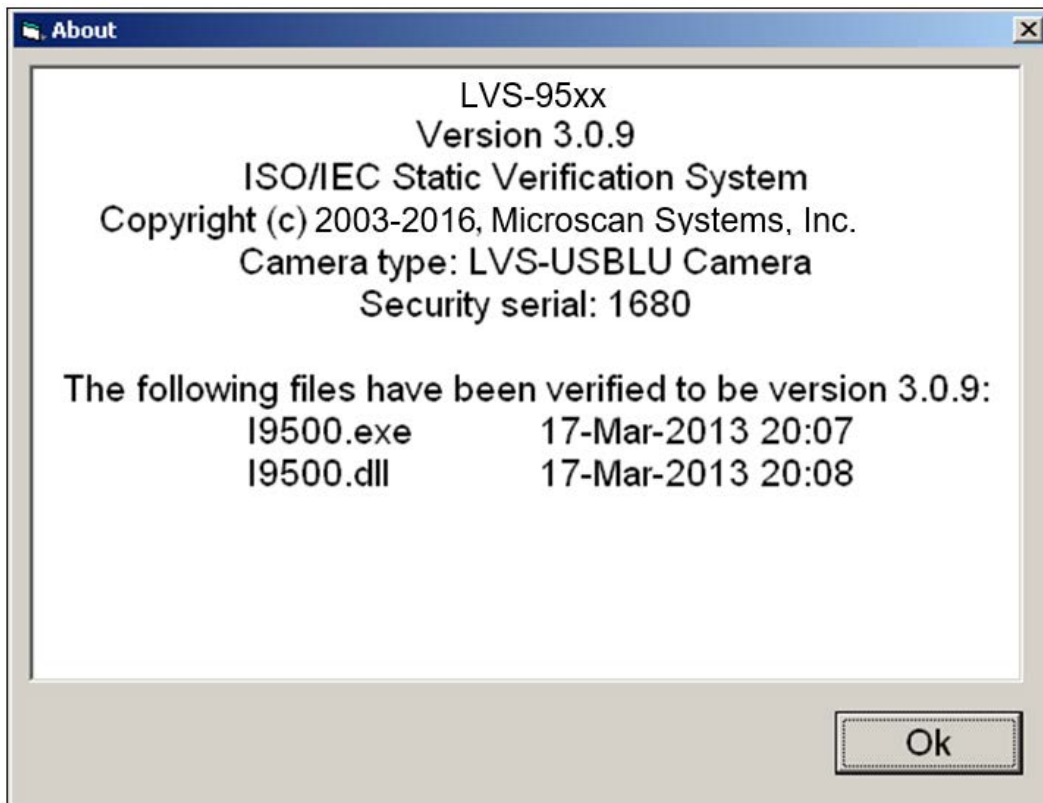 About
LVS-95xx
Version 3.0.9
ISO/IEC Static Verification System
Copyright (c) 2003-2016, Microscan Systems, Inc.
Camera type: LVS-USBLU Camera
Security serial: 1680
The following files have been verified to be version 3.0.9:
I9500.exe 17-Mar-2013 20:07
I9500.dll 17-Mar-2013 20:08
Ok